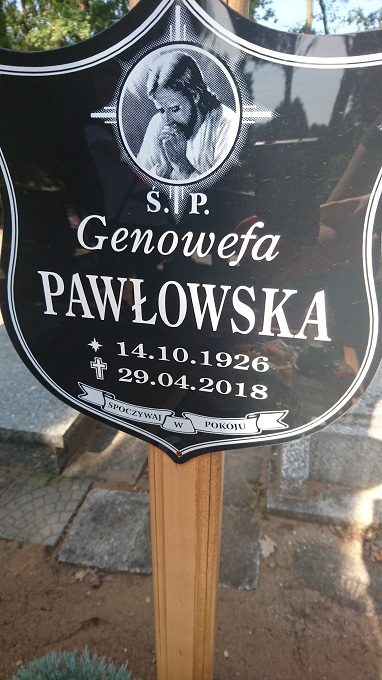 Ś. P.
Genowefa
PAWŁOWSKA
14.10.1926
29.04.2018
SPOCZYWAJ W POKOJU